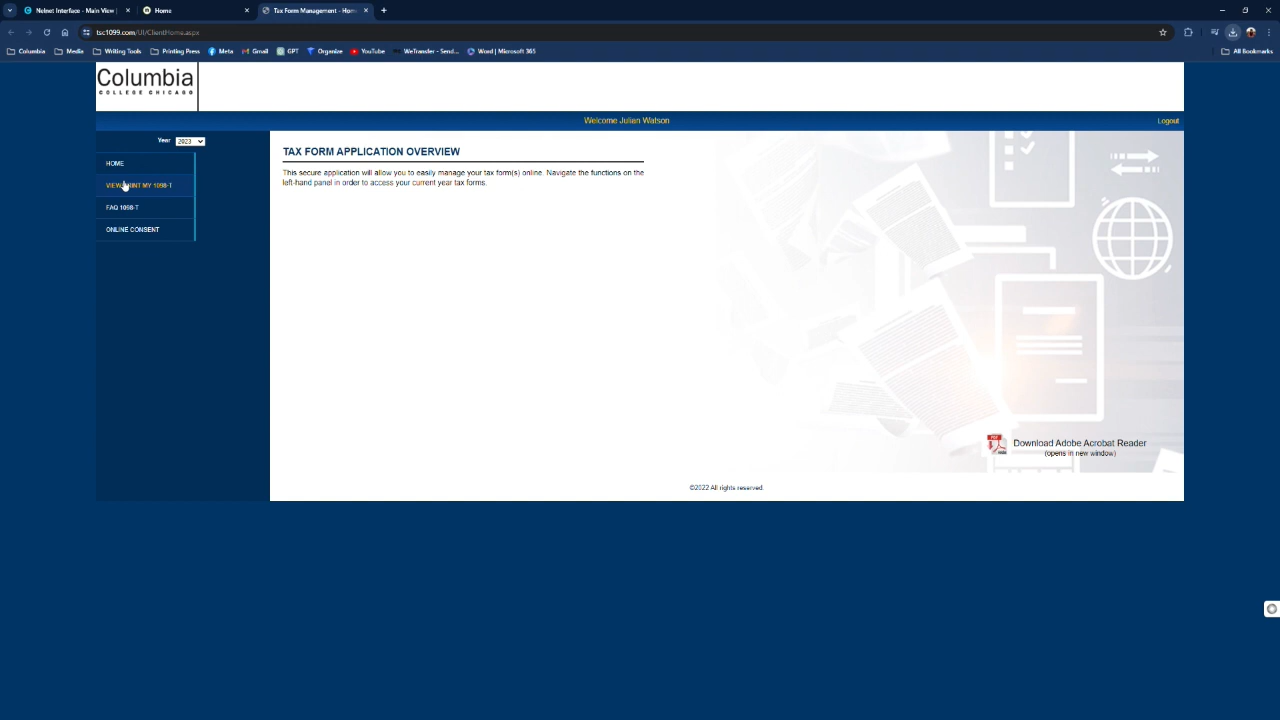 Nelnet Interface - Main View |
Home
Tax Form Management - Hom
tsc1099.com/UI/ClientHome.aspx
Columbia
Media
Writing Tools
Printing Press
Meta
Gmail
GPT
Organize
YouTube
WeTransfer - Send...
Word | Microsoft 365
All Bookmarks
Columbia
COLLEGE CHICAGO
Welcome Julian Watson
Logout
Year 2023
HOME
VIEW/PRINT MY 1098-T
FAQ 1098-T
ONLINE CONSENT
TAX FORM APPLICATION OVERVIEW
This secure application will allow you to easily manage your tax form(s) online. Navigate the functions on the
left-hand panel in order to access your current year tax forms.
Download Adobe Acrobat Reader
(opens in new window)
©2022 All rights reserved.